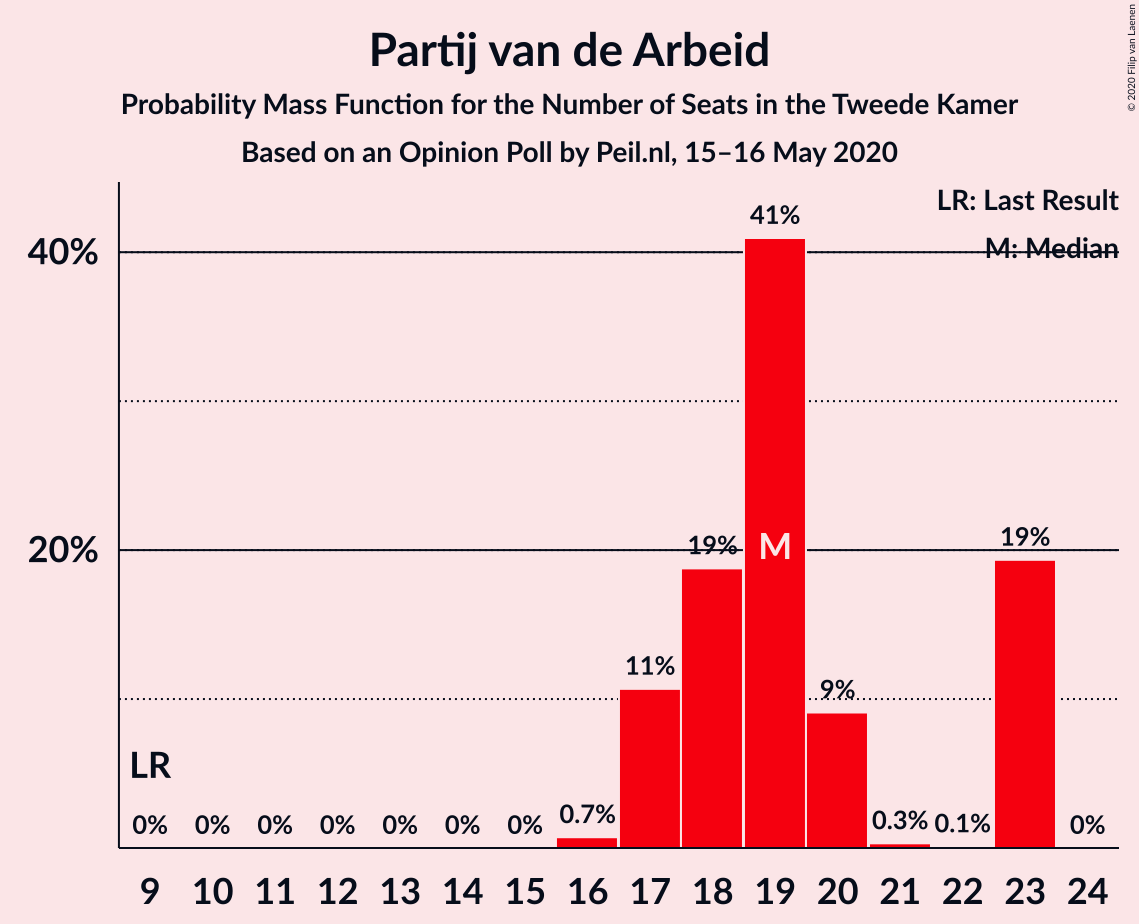 Partij van de Arbeid
Probability Mass Function for the Number of Seats in the Tweede Kamer
Based on an Opinion Poll by Peil.nl, 15–16 May 2020
© 2020 Filip van Laenen
LR: Last Result
M: Median
40%
20%
41%
19%
M
19%
11%
9%
LR
0%
0%
0%
0%
0%
0%
0%
0.7%
0.3%
0.1%
0%
9 10 11 12 13 14 15 16 17 18 19 20 21 22 23 24